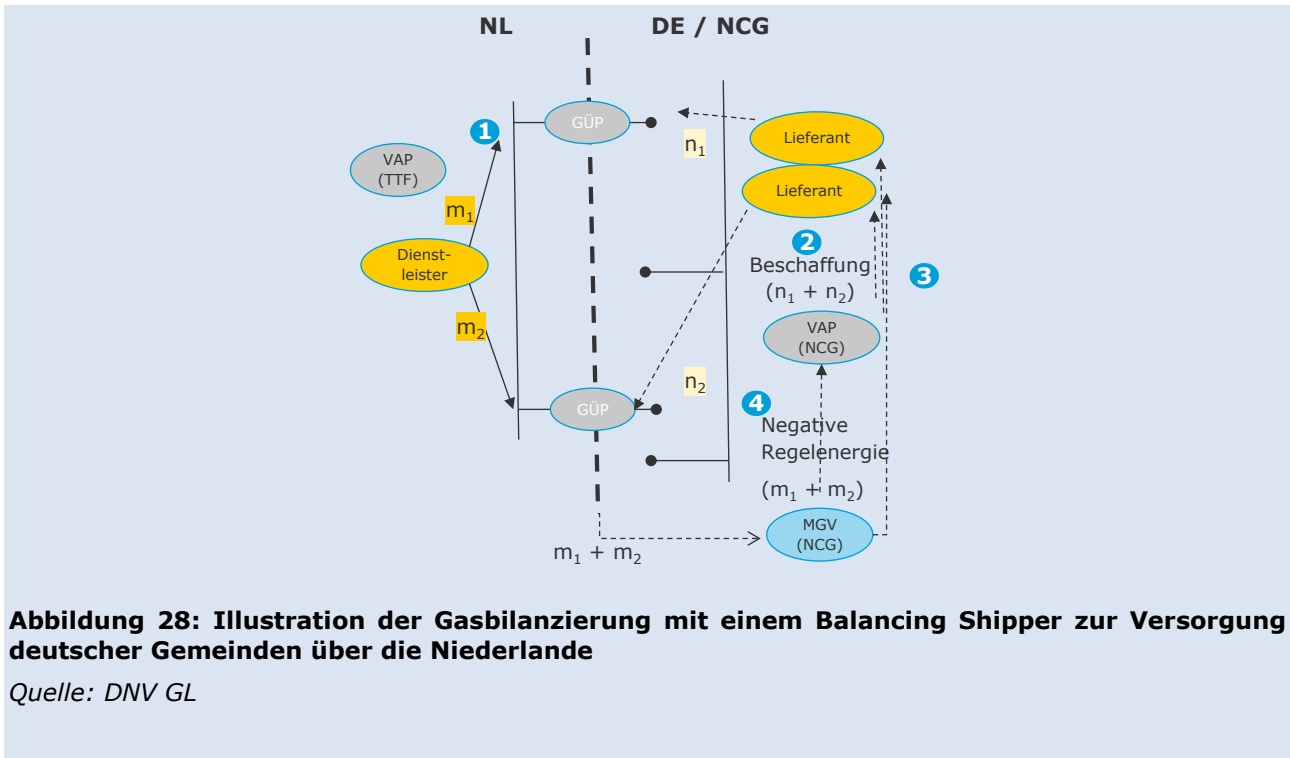 NL DE / NCG
GÜP
1
n₁
Lieferant
VAP
(TTF)
Lieferant
m₁
Dienst-
leister
2
Beschaffung
(n₁ + n₂)
3
m₂
VAP
(NCG)
n₂
GÜP
4
Negative
Regelenergie
(m₁ + m₂)
MGV
(NCG)
m₁ + m₂
Abbildung 28: Illustration der Gasbilanzierung mit einem Balancing Shipper zur Versorgung
deutscher Gemeinden über die Niederlande
Quelle: DNV GL